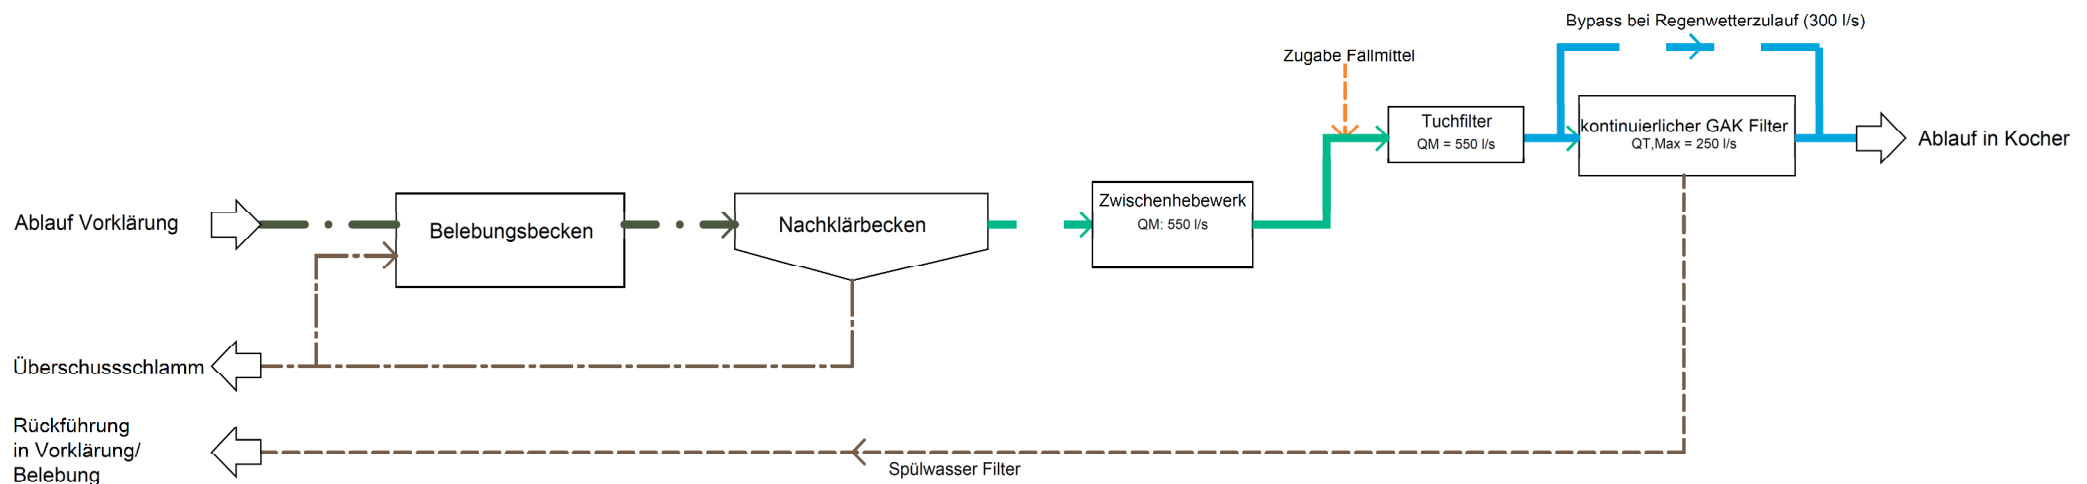 Bypass bei Regenwetterzulauf (300 l/s)
Zugabe Fällmittel
Tuchfilter
QM = 550 l/s
kontinuierlicher GAK Filter
QT,Max = 250 l/s
Ablauf in Kocher
Ablauf Vorklärung
Belebungsbecken
Nachklärbecken
Zwischenhebewerk
QM: 550 l/s
Überschussschlamm
Rückführung
in Vorklärung/
Belebung
Spülwasser Filter